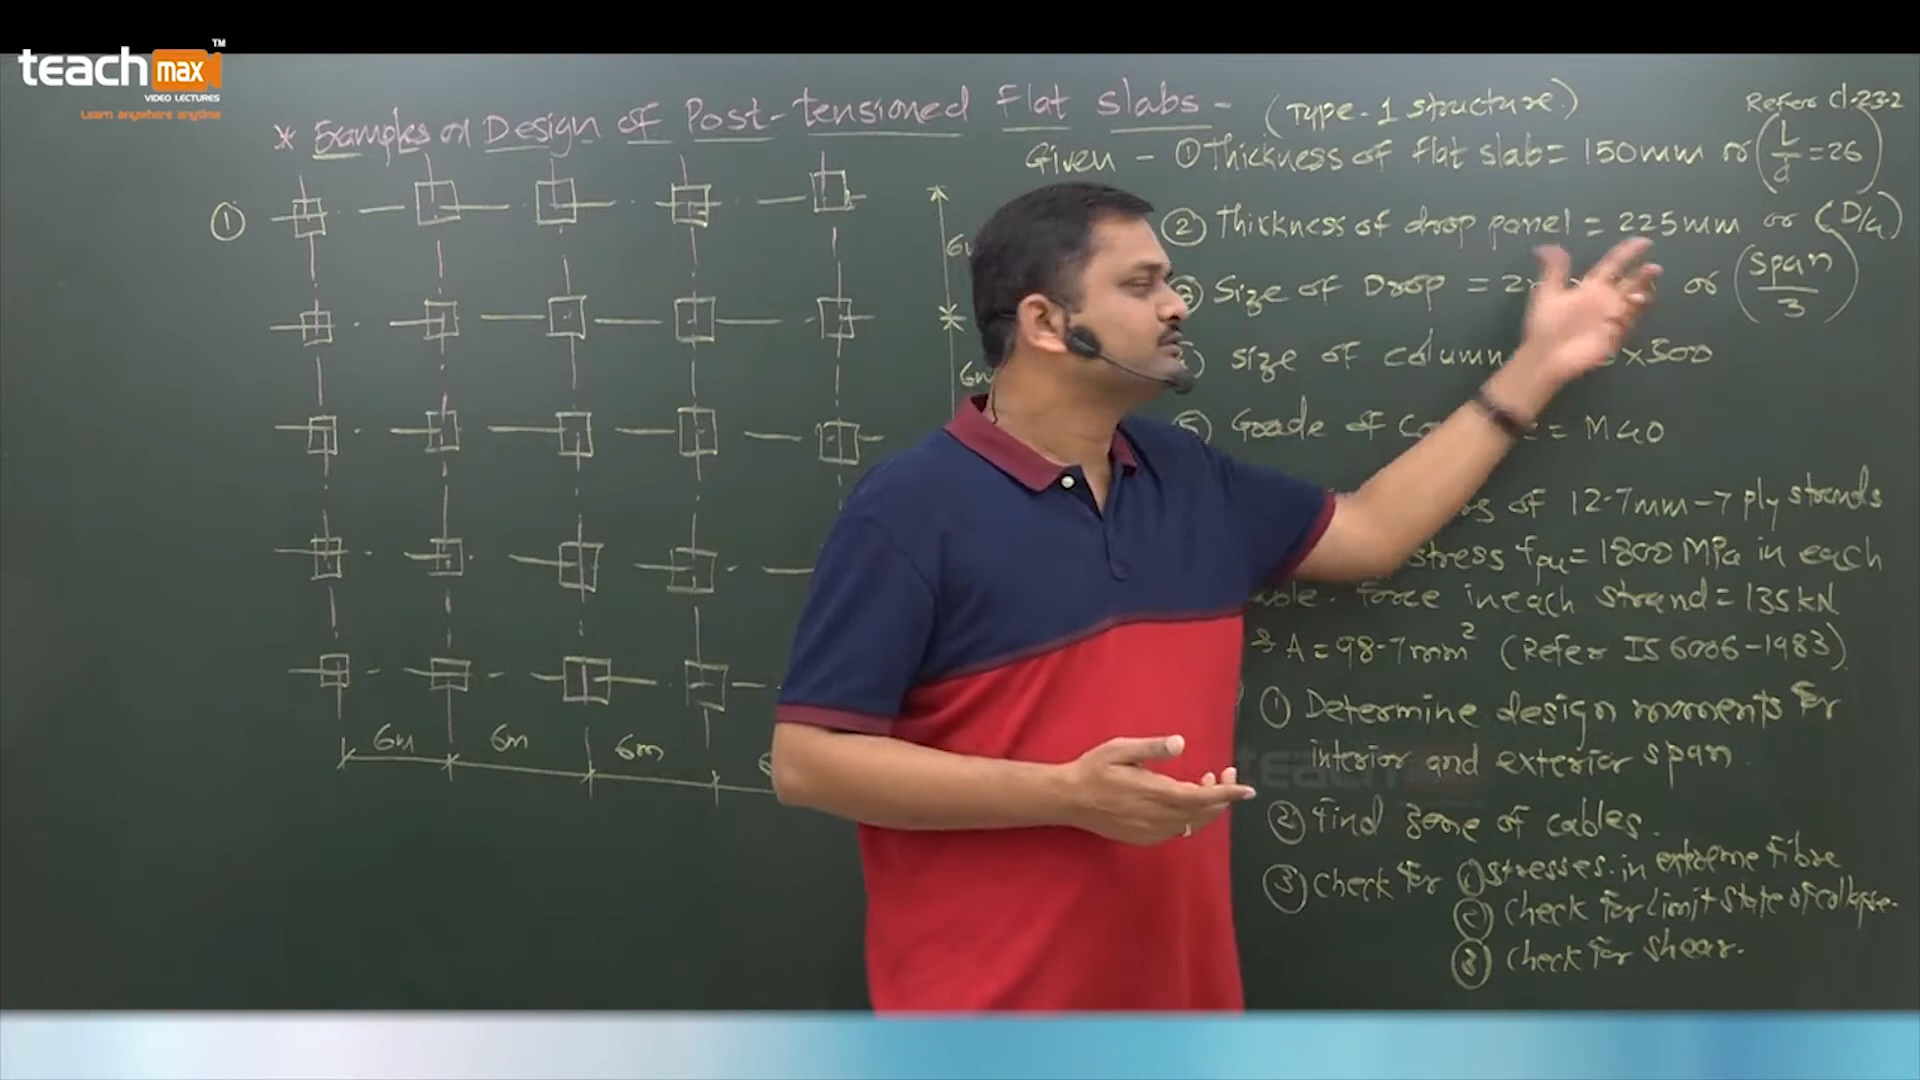 teach max ™
VIDEO LECTURES
Learn anywhere anytime
* Examples on Design of Post-tensioned Flat slabs - (Type-1 structure)
Refer Cl-23.2
Given - ① Thickness of flat slab = 150mm or (L/d = 26)
② Thickness of drop panel = 225mm or (D/4)
Size of Drop = or (span/3)
size of column x300
⑤ Grade of = M40
of 12.7mm-7 ply strands
stress fpu = 1800 MPa in each
Force in each strand = 135kN
& A = 98.7mm² (Refer IS 6006-1983)
① Determine design moments for
interior and exterior span.
② Find zone of cables.
③ Check for ① stresses in extreme fibre
② Check for limit state of collapse.
③ Check for shear.
①
6m
6m
6m
teach